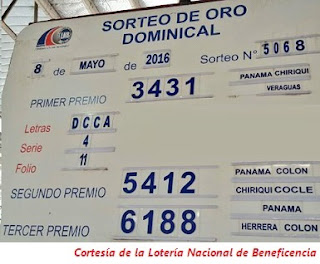 SORTEO DE ORO
DOMINICAL
8 de MAYO de 2016 Sorteo N° 5068
PRIMER PREMIO 3431 PANAMA CHIRIQUI
VERAGUAS
Letras DCCA
Serie 4
Folio 11
SEGUNDO PREMIO 5412 PANAMA COLON
CHIRIQUI COCLE
TERCER PREMIO 6188 PANAMA
HERRERA COLON
Cortesía de la Lotería Nacional de Beneficencia